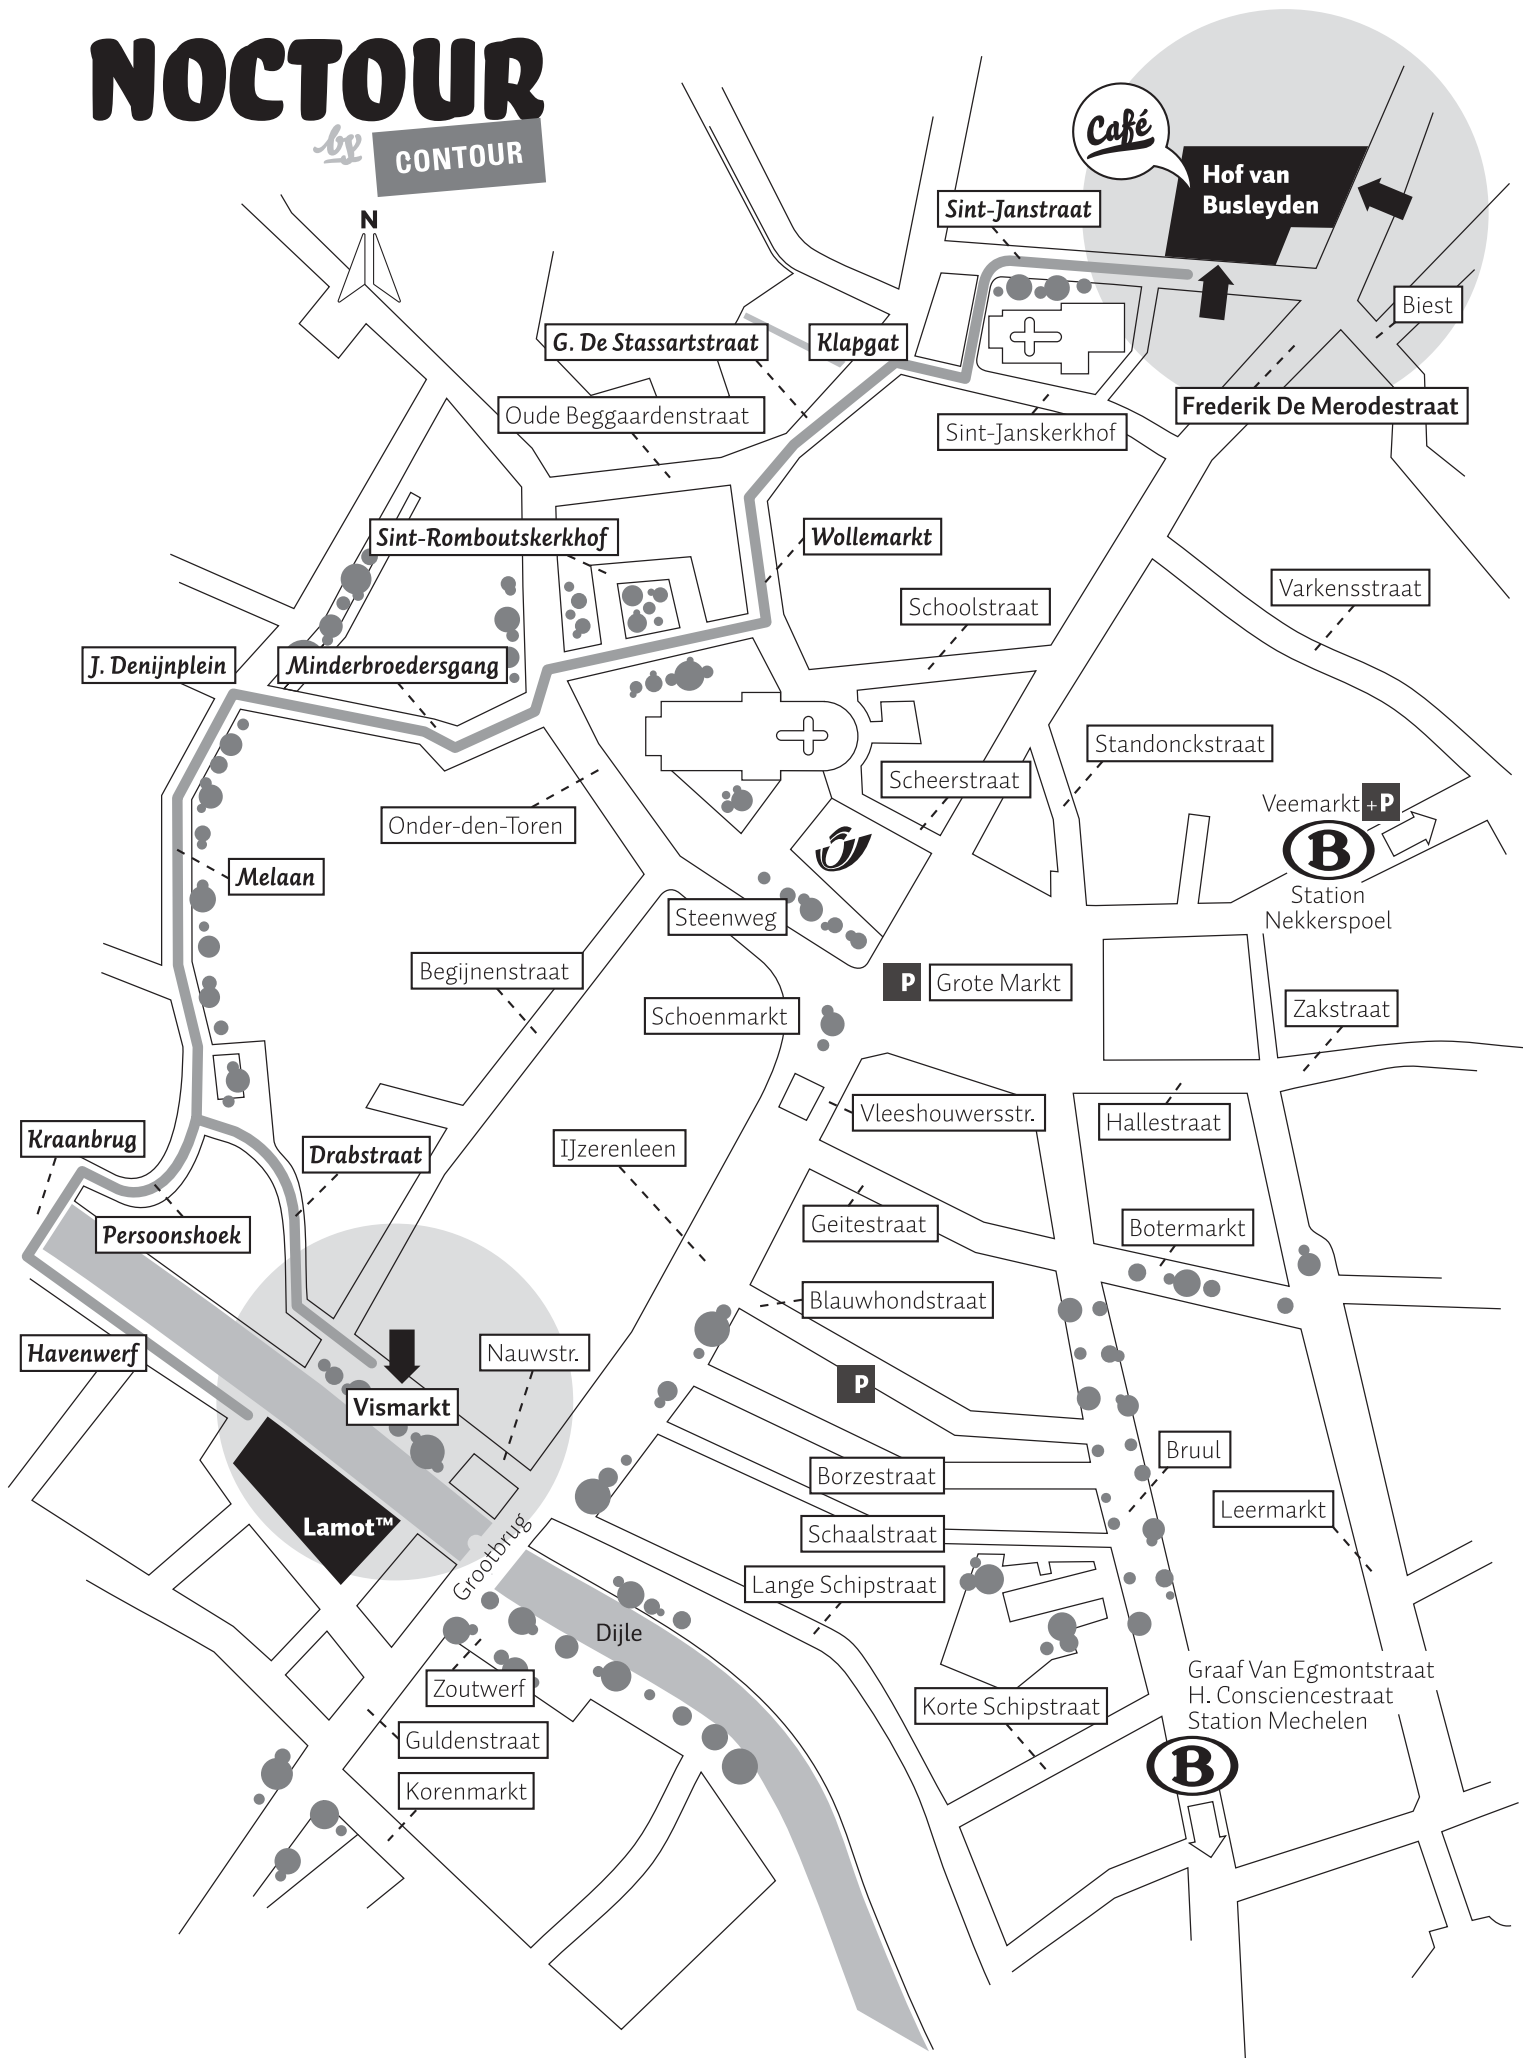 NOCTOUR
by
CONTOUR
N
Café
Hof van
Busleyden
Sint-Janstraat
Biest
G. De Stassartstraat
Klapgat
Frederik De Merodestraat
Oude Beggaardenstraat
Sint-Janskerkhof
Sint-Romboutskerkhof
Wollemarkt
Varkensstraat
Schoolstraat
J. Denijnplein
Minderbroedersgang
Standonckstraat
Scheerstraat
Veemarkt +P
B
Station
Nekkerspoel
Onder-den-Toren
Melaan
Steenweg
Begijnenstraat
P
Grote Markt
Schoenmarkt
Zakstraat
Vleeshouwersstr.
Hallestraat
Kraanbrug
Drabstraat
IJzerenleen
Persoonshoek
Geitestraat
Botermarkt
Blauwhondstraat
Havenwerf
Nauwstr.
P
Vismarkt
Bruul
Borzestraat
Leermarkt
Lamot™
Schaalstraat
Grootbrug
Lange Schipstraat
Dijle
Zoutwerf
Graaf Van Egmontstraat
H. Consciencestraat
Station Mechelen
Korte Schipstraat
Guldenstraat
B
Korenmarkt